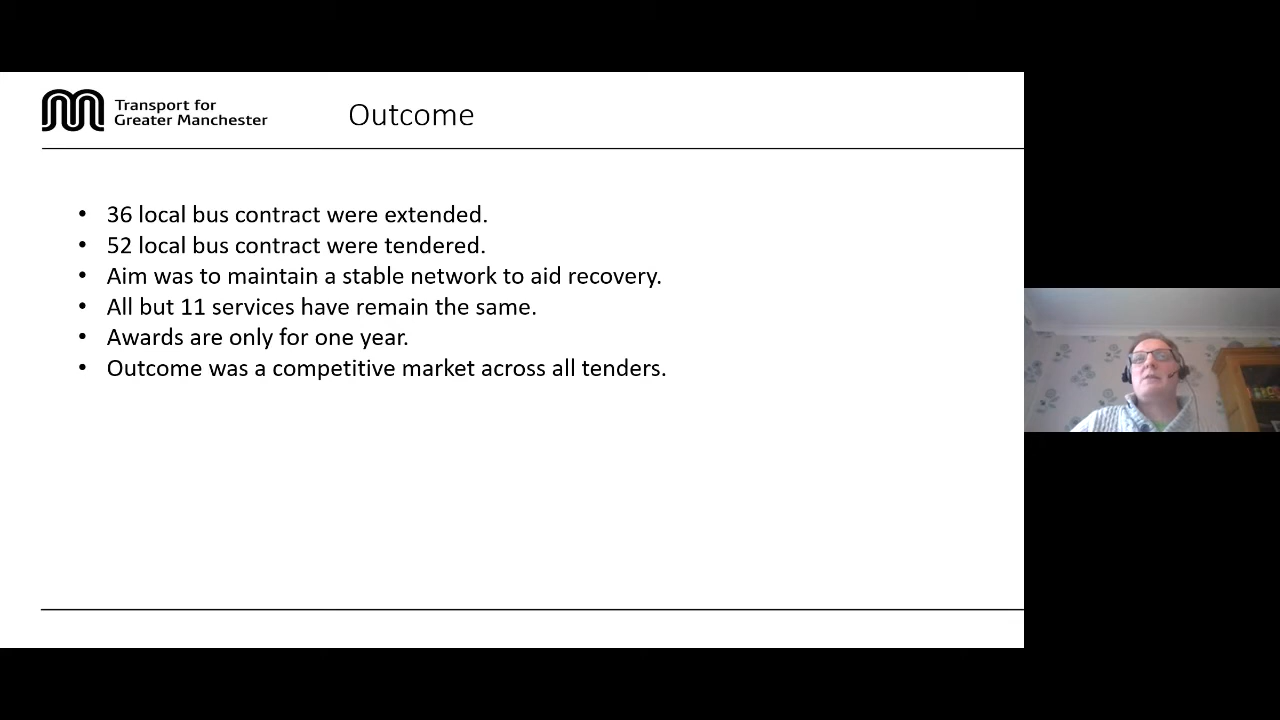 Transport for
Greater Manchester
Outcome
• 36 local bus contract were extended.
• 52 local bus contract were tendered.
• Aim was to maintain a stable network to aid recovery.
• All but 11 services have remain the same.
• Awards are only for one year.
• Outcome was a competitive market across all tenders.